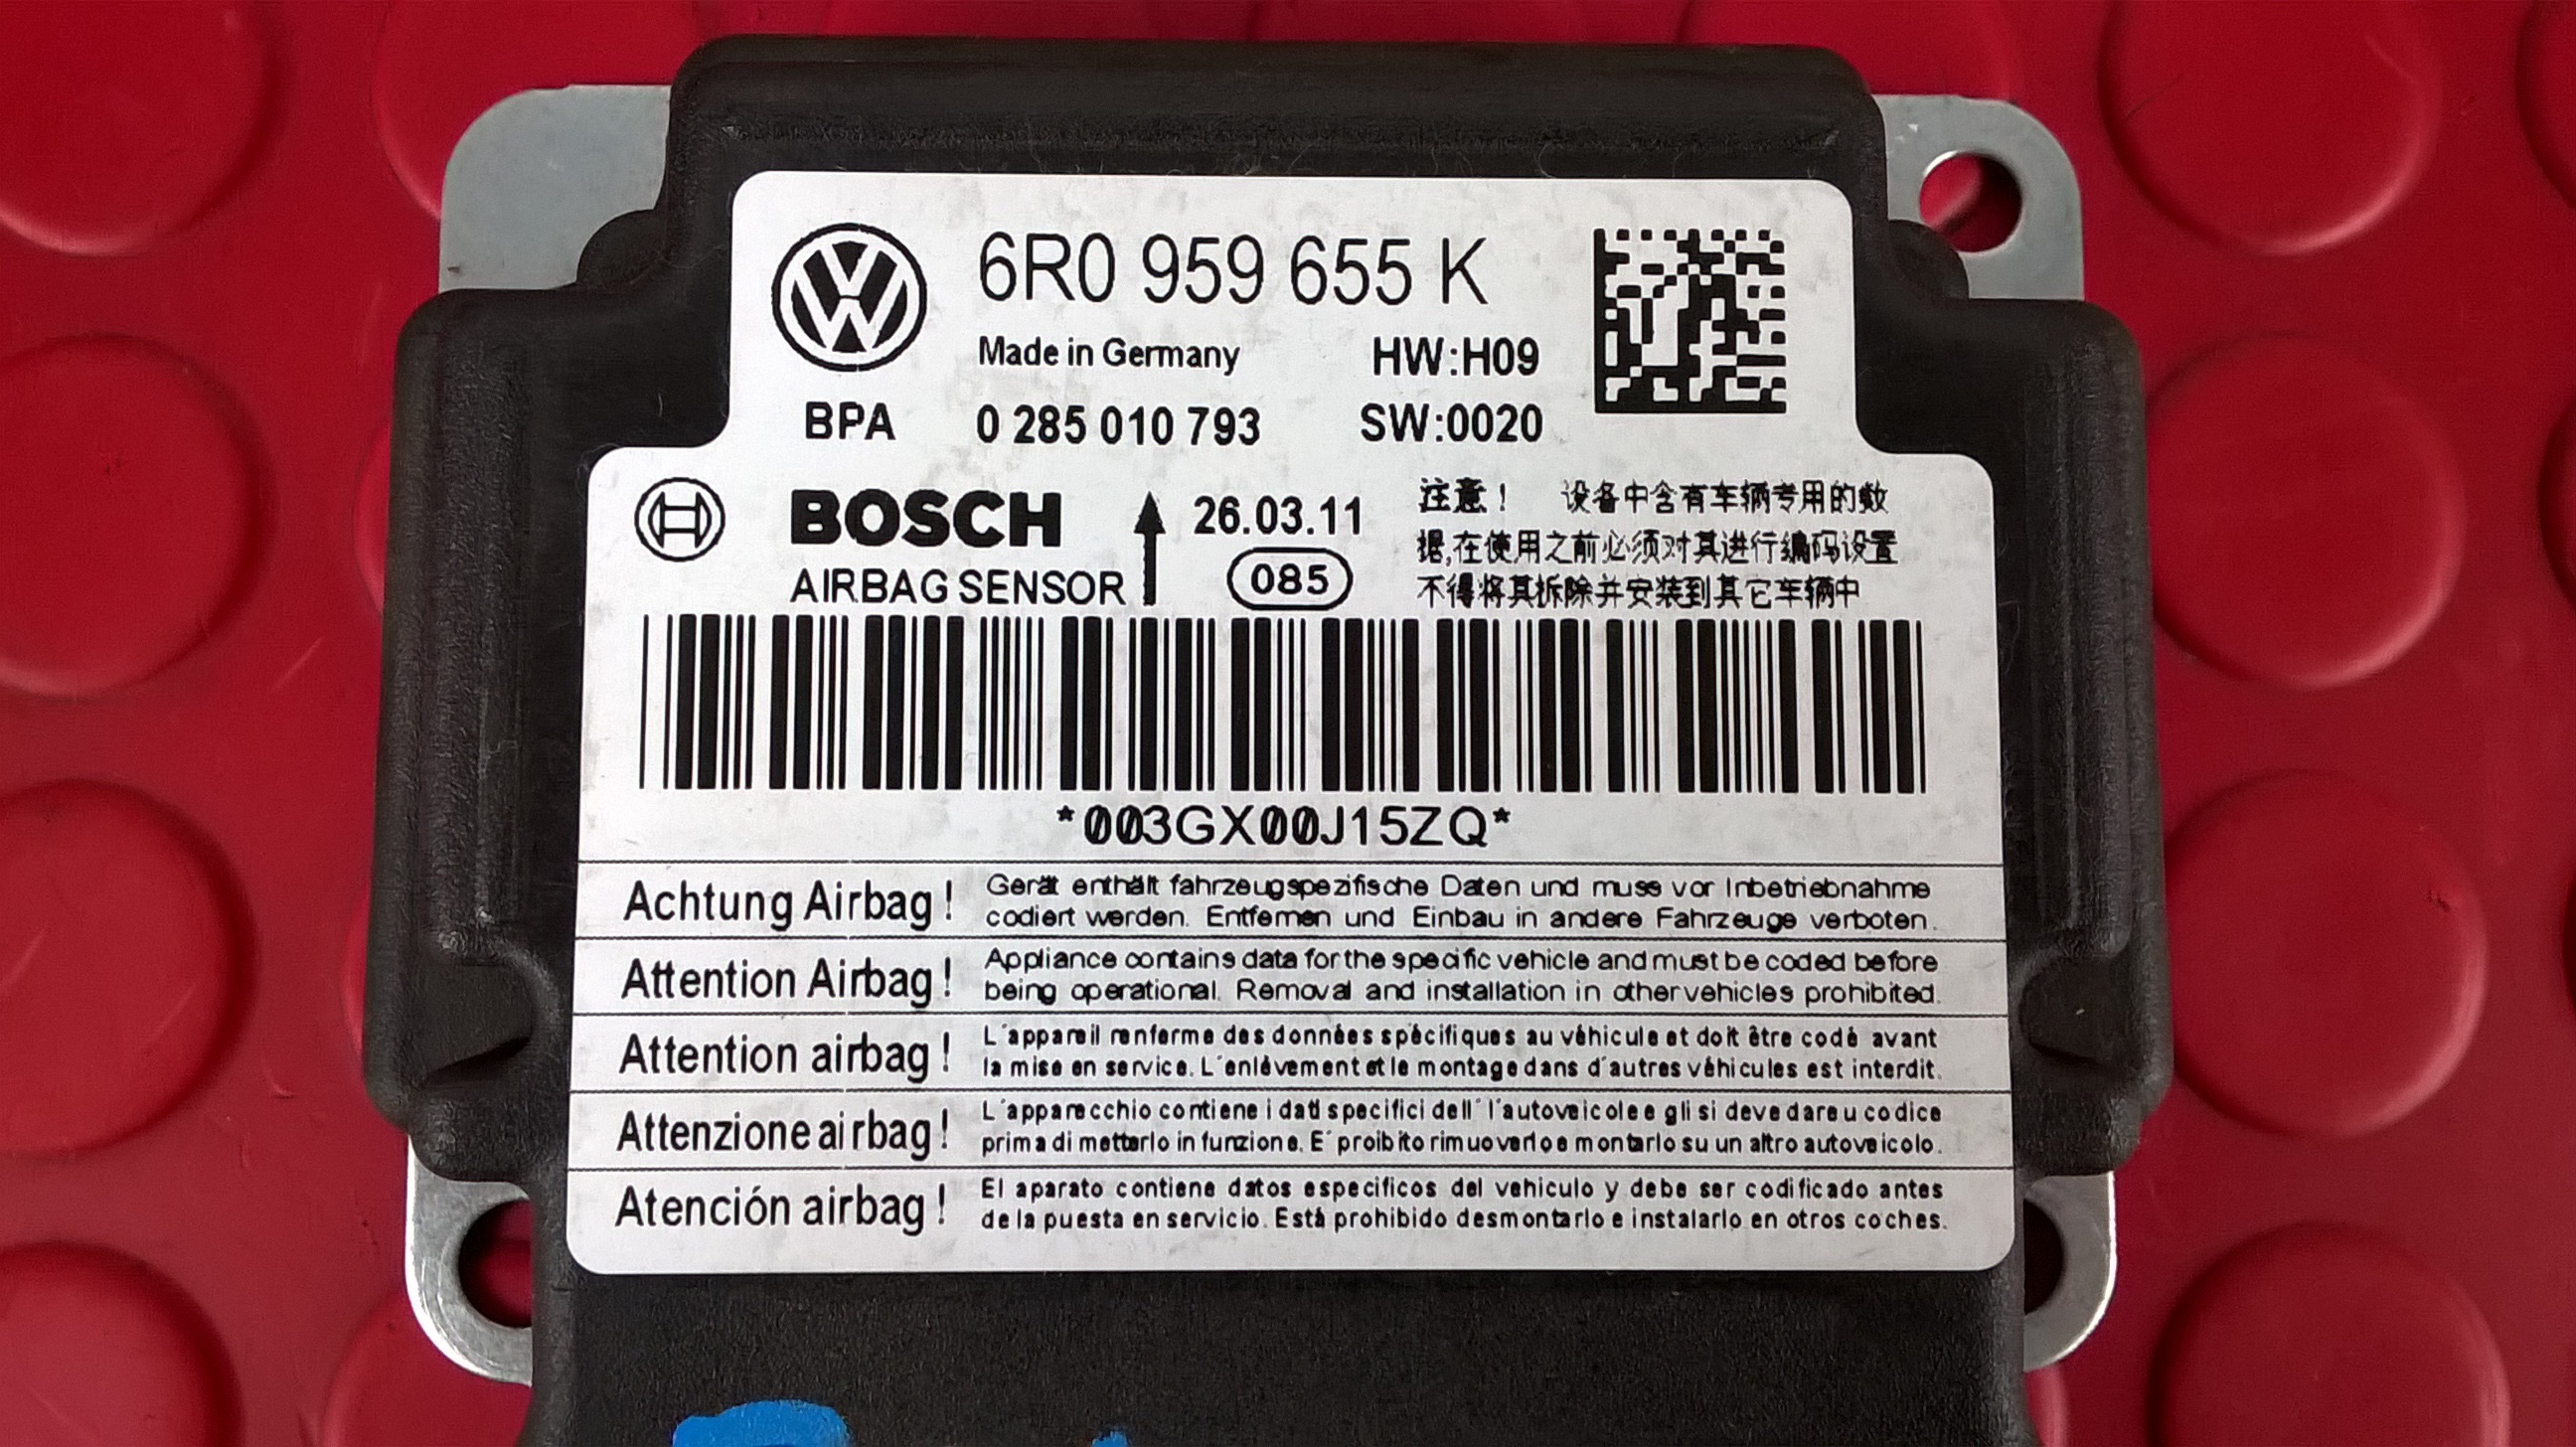 6R0 959 655 K
Made in Germany HW:H09
BPA 0 285 010 793 SW:0020
BOSCH 26.03.11
AIRBAG SENSOR 085
注意！ 设备中含有车辆专用的数
据,在使用之前必须对其进行编码设置
不得将其拆除并安装到其它车辆中
*003GX00J15ZQ*
Achtung Airbag!
Gerät enthält fahrzeugspezifische Daten und muss vor Inbetriebnahme
codiert werden. Entfernen und Einbau in andere Fahrzeuge verboten.
Attention Airbag!
Appliance contains data for the specific vehicle and must be coded before
being operational. Removal and installation in other vehicles prohibited.
Attention airbag!
L´appareil renferme des données spécifiques au véhicule et doit être codé avant
la mise en service. L´enlévement et le montage dans d´autres véhicules est interdit.
Attenzione airbag!
L´apparecchio contiene i dati specifici dell´ l´autoveicolo e gli si deve dare u codice
prima di metterlo in funzione. E´ proibito rimuoverlo e montarlo su un altro autoveicolo.
Atención airbag!
El aparato contiene datos especificos del vehiculo y debe ser codificado antes
de la puesta en servicio. Está prohibido desmontarlo e instalarlo en otros coches.